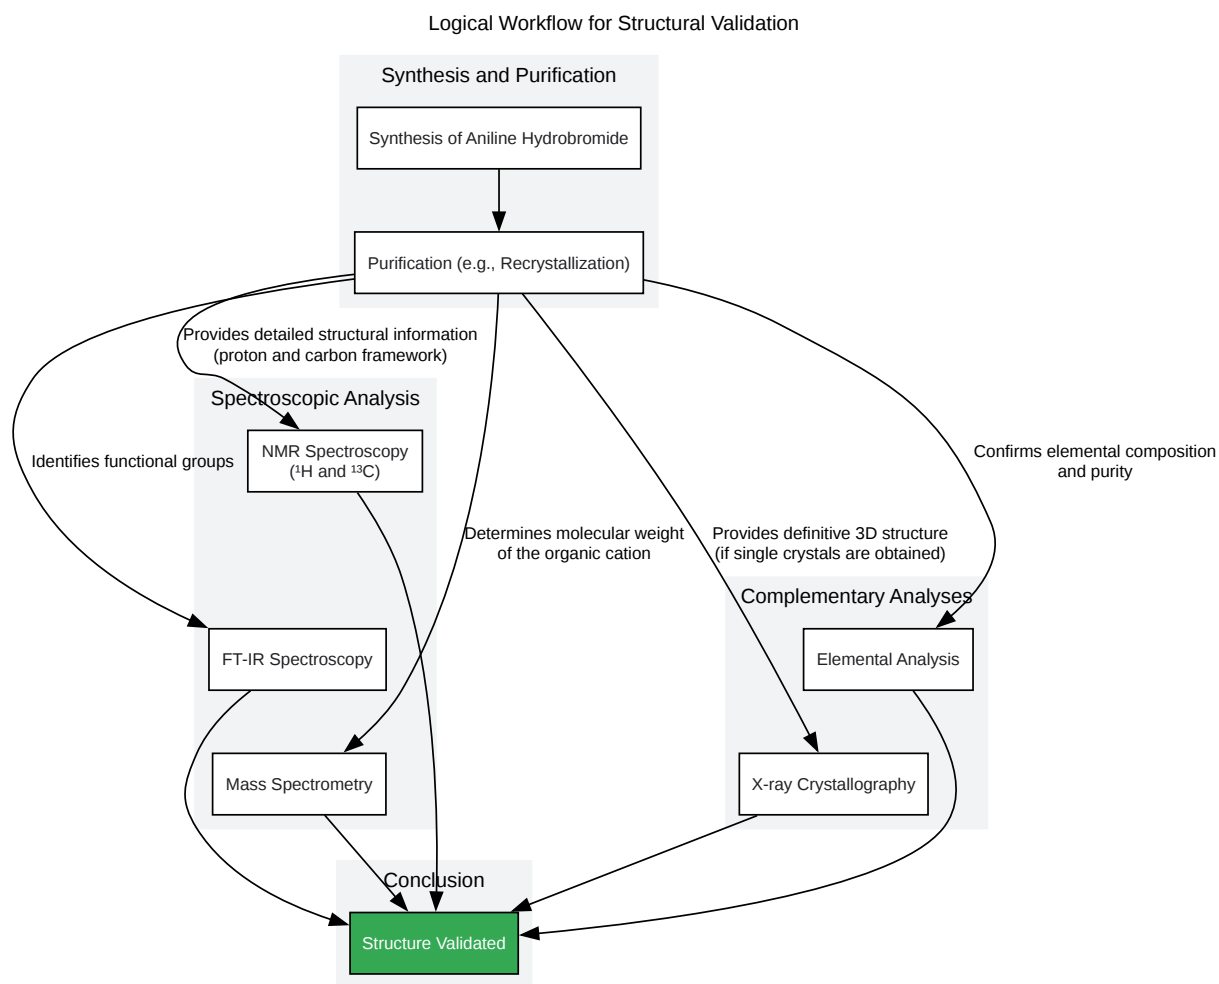 Logical Workflow for Structural Validation
Synthesis and Purification
Synthesis of Aniline Hydrobromide
Purification (e.g., Recrystallization)
Provides detailed structural information
(proton and carbon framework)
Spectroscopic Analysis
NMR Spectroscopy
(¹H and ¹³C)
Identifies functional groups
Confirms elemental composition
and purity
Determines molecular weight
of the organic cation
Provides definitive 3D structure
(if single crystals are obtained)
Complementary Analyses
FT-IR Spectroscopy
Elemental Analysis
Mass Spectrometry
X-ray Crystallography
Conclusion
Structure Validated